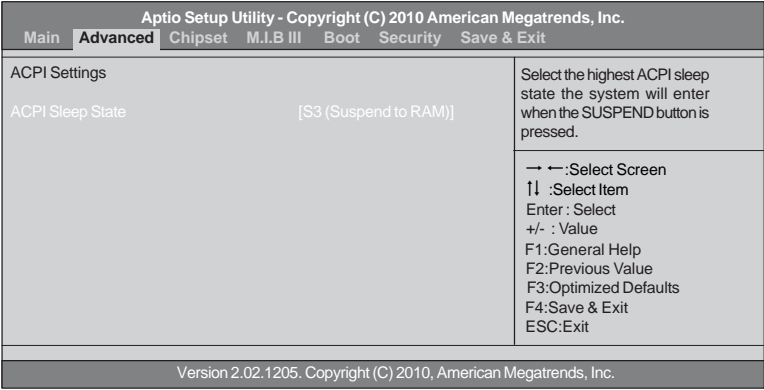 Aptio Setup Utility - Copyright (C) 2010 American Megatrends, Inc.
Main Advanced Chipset M.I.B III Boot Security Save & Exit
ACPI Settings
ACPI Sleep State [S3 (Suspend to RAM)]
Select the highest ACPI sleep
state the system will enter
when the SUSPEND button is
pressed.
→ ←:Select Screen
↑↓ :Select Item
Enter : Select
+/- : Value
F1:General Help
F2:Previous Value
F3:Optimized Defaults
F4:Save & Exit
ESC:Exit
Version 2.02.1205. Copyright (C) 2010, American Megatrends, Inc.